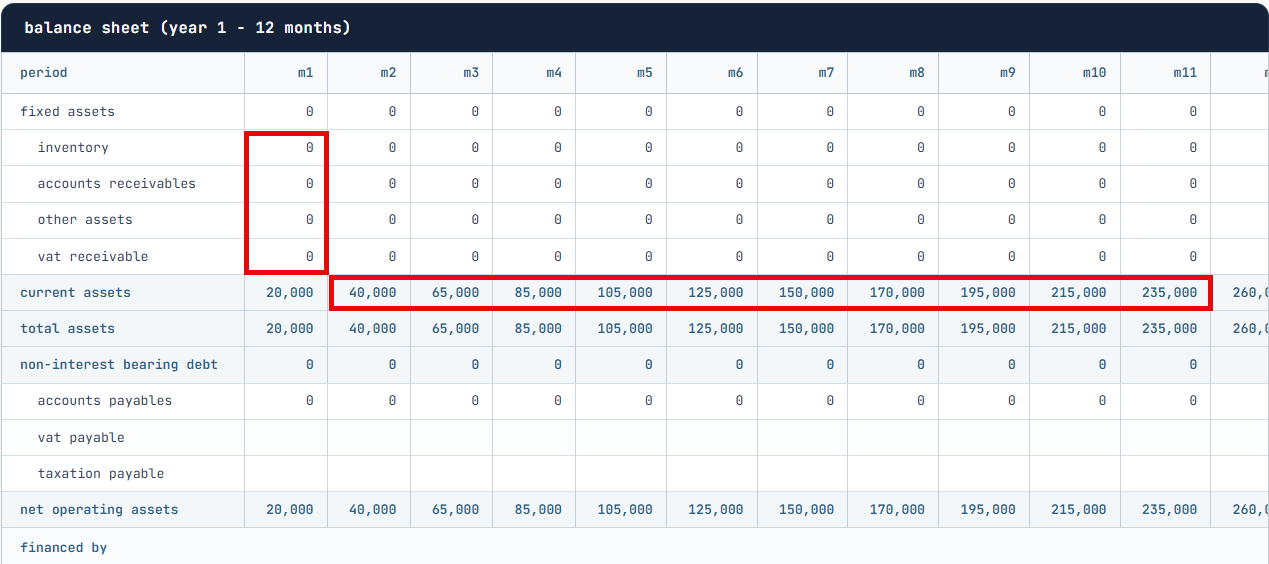 balance sheet (year 1 - 12 months)
period m1 m2 m3 m4 m5 m6 m7 m8 m9 m10 m11
fixed assets 0 0 0 0 0 0 0 0 0 0 0
inventory 0 0 0 0 0 0 0 0 0 0 0
accounts receivables 0 0 0 0 0 0 0 0 0 0 0
other assets 0 0 0 0 0 0 0 0 0 0 0
vat receivable 0 0 0 0 0 0 0 0 0 0 0
current assets 20,000 40,000 65,000 85,000 105,000 125,000 150,000 170,000 195,000 215,000 235,000
total assets 20,000 40,000 65,000 85,000 105,000 125,000 150,000 170,000 195,000 215,000 235,000
non-interest bearing debt 0 0 0 0 0 0 0 0 0 0 0
accounts payables 0 0 0 0 0 0 0 0 0 0 0
vat payable
taxation payable
net operating assets 20,000 40,000 65,000 85,000 105,000 125,000 150,000 170,000 195,000 215,000 235,000
financed by